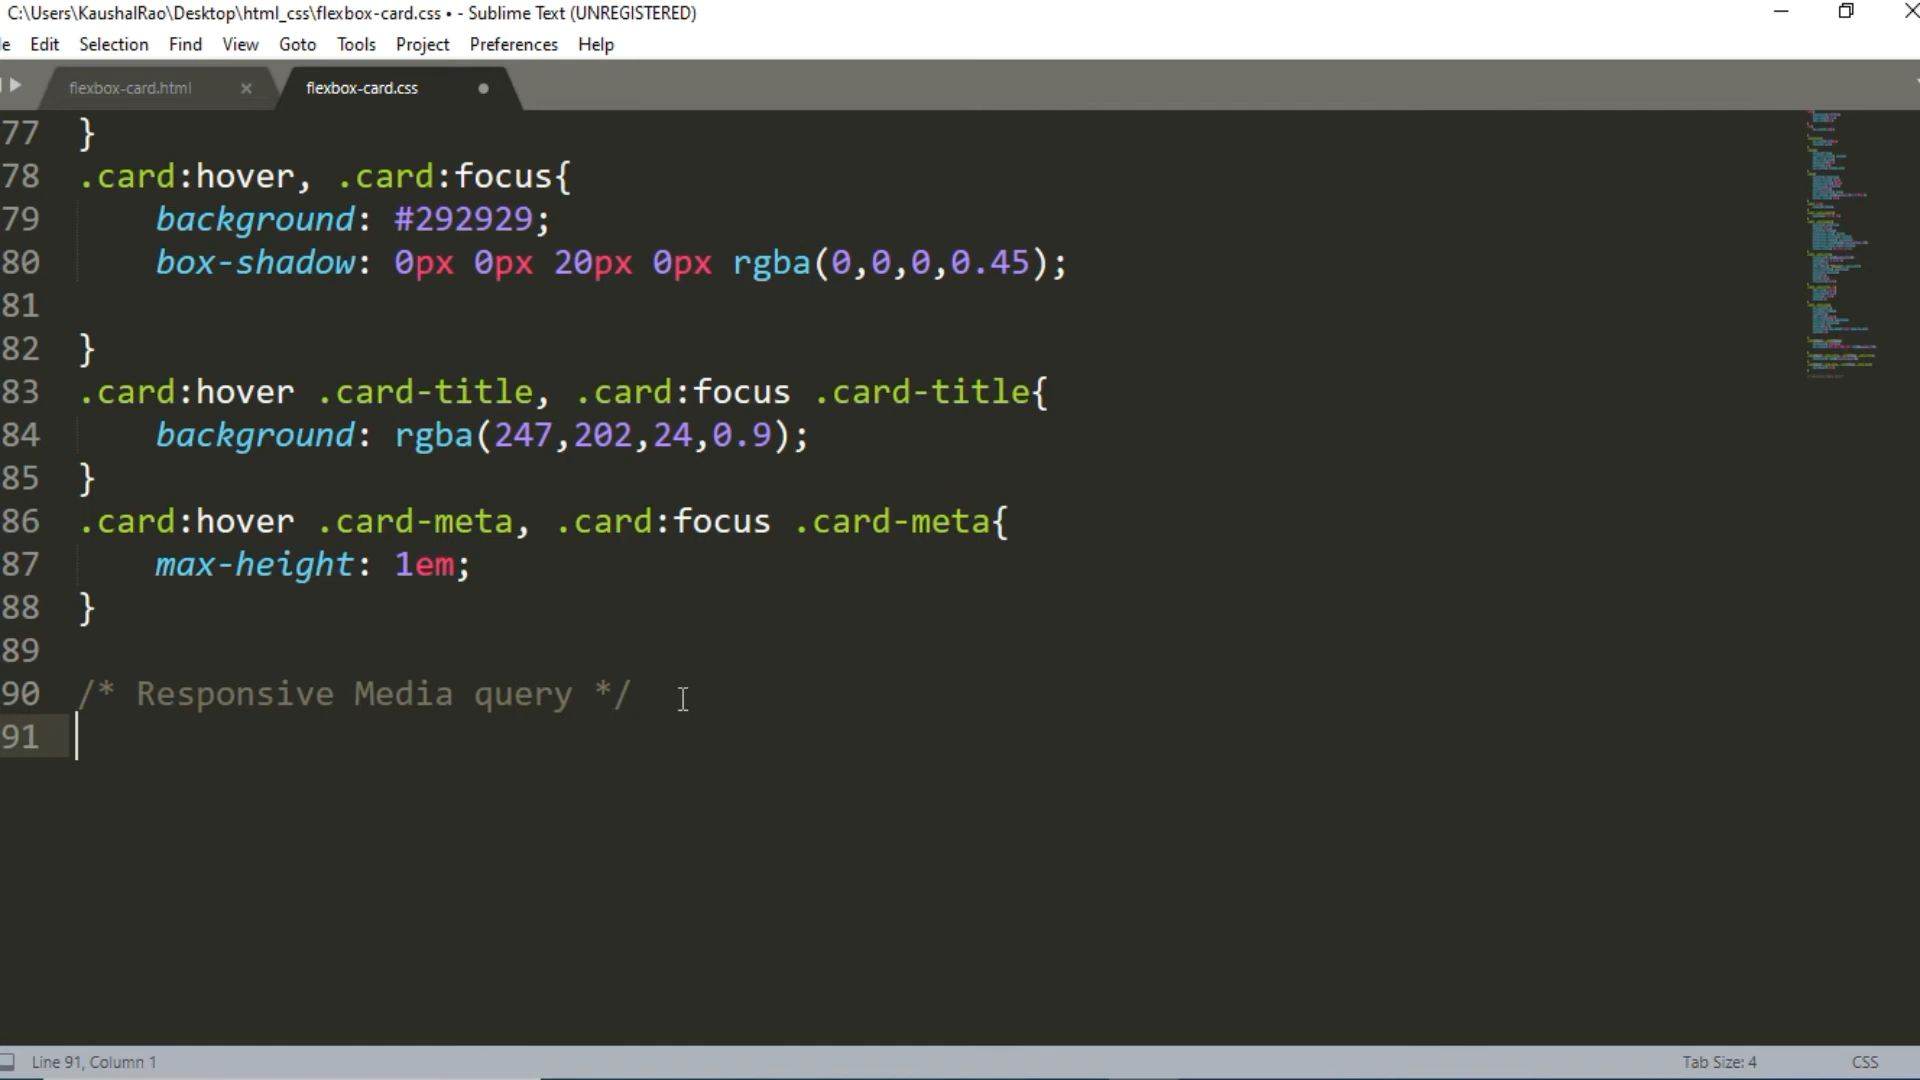 C:\Users\KaushalRao\Desktop\html_css\flexbox-card.css • - Sublime Text (UNREGISTERED)
Edit Selection Find View Goto Tools Project Preferences Help
flexbox-card.html × flexbox-card.css
77 }
78 .card:hover, .card:focus{
79 background: #292929;
80 box-shadow: 0px 0px 20px 0px rgba(0,0,0,0.45);
81
82 }
83 .card:hover .card-title, .card:focus .card-title{
84 background: rgba(247,202,24,0.9);
85 }
86 .card:hover .card-meta, .card:focus .card-meta{
87 max-height: 1em;
88 }
89
90 /* Responsive Media query */
91
Line 91, Column 1 Tab Size: 4 CSS